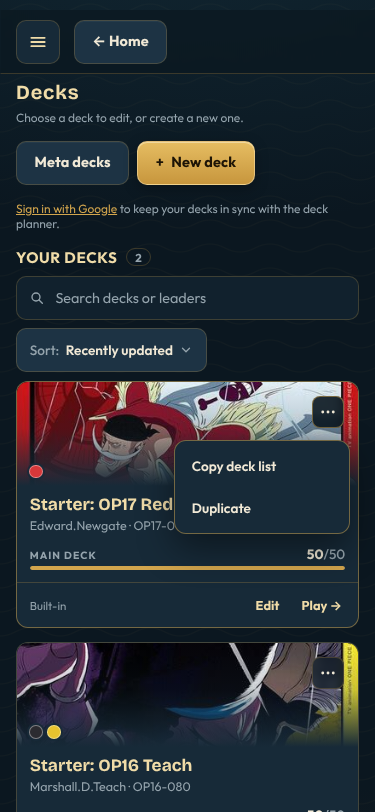 ← Home
Decks
Choose a deck to edit, or create a new one.
Meta decks
+ New deck
Sign in with Google to keep your decks in sync with the deck
planner.
YOUR DECKS 2
Search decks or leaders
Sort: Recently updated
Copy deck list
Duplicate
Starter: OP17 Red
Edward.Newgate · OP17-0
MAIN DECK 50/50
Built-in Edit Play →
Starter: OP16 Teach
Marshall.D.Teach · OP16-080